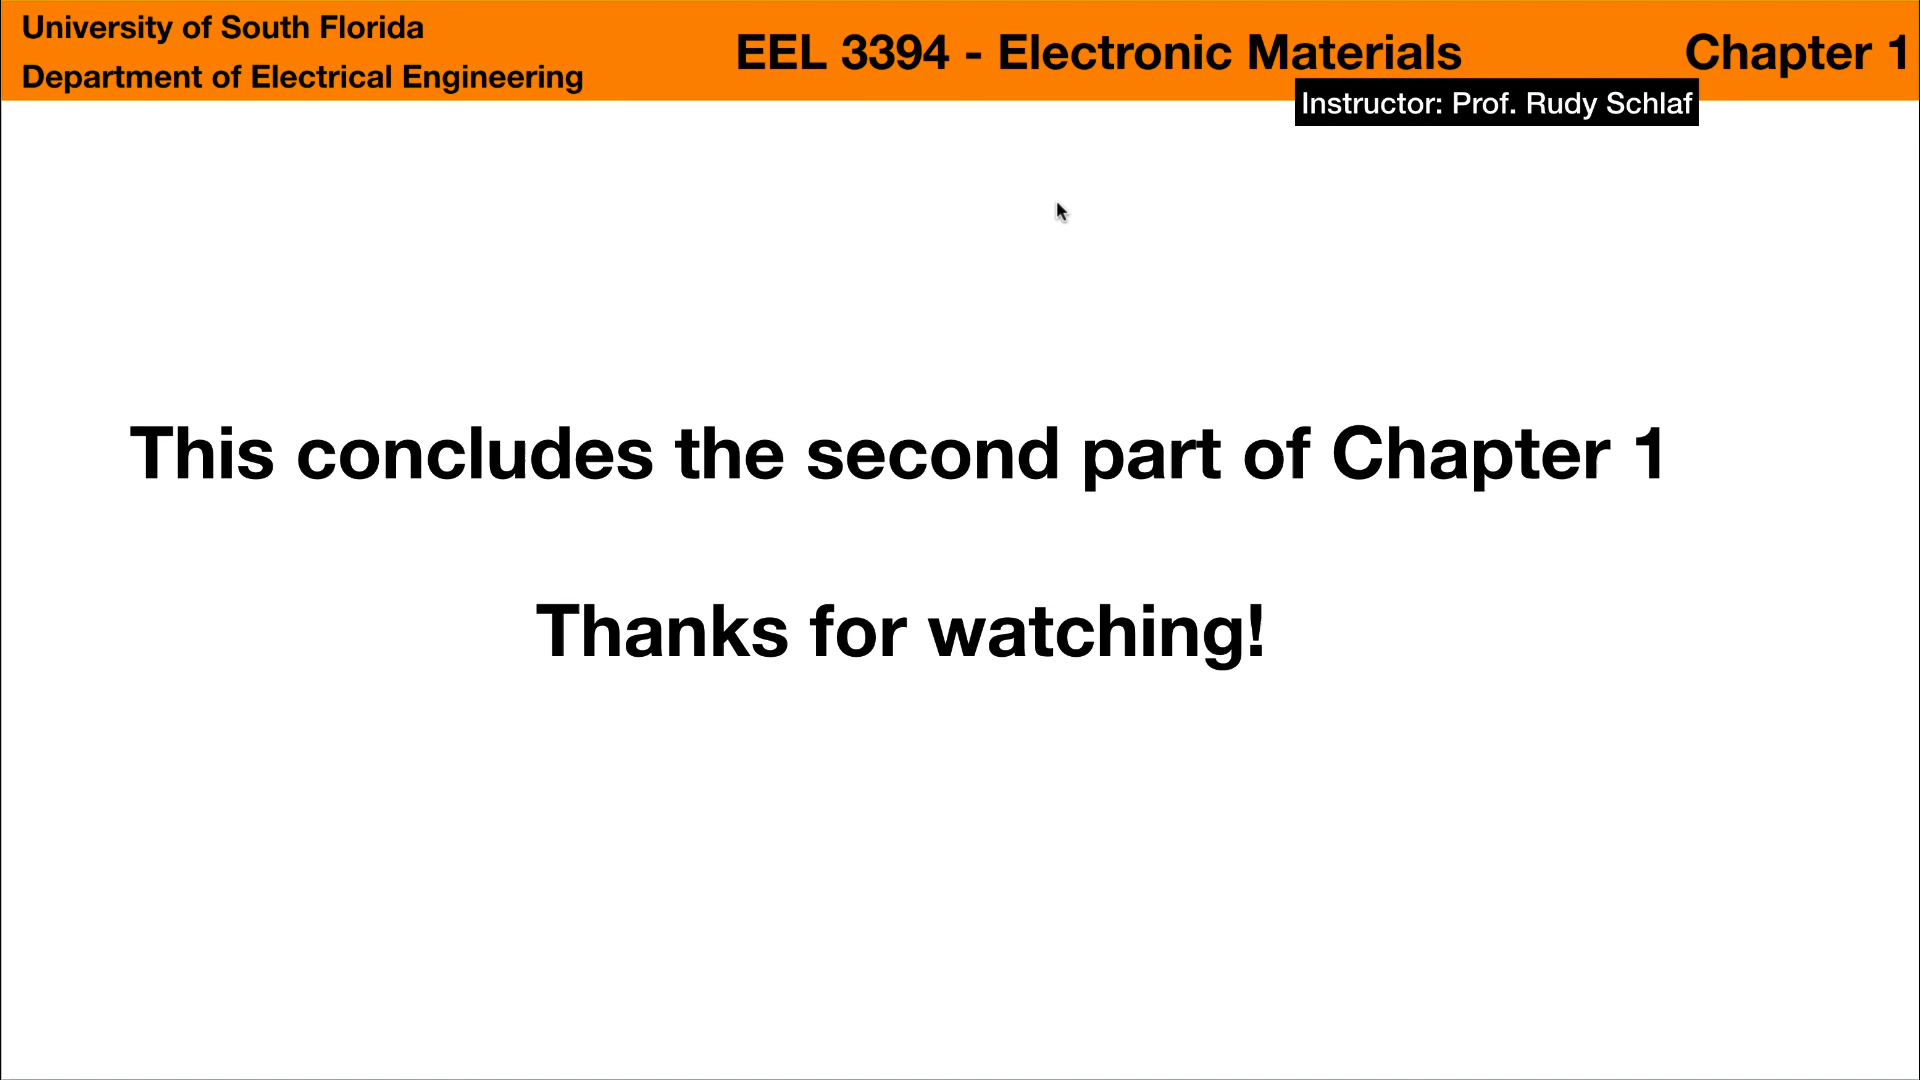 University of South Florida
Department of Electrical Engineering
EEL 3394 - Electronic Materials
Chapter 1
Instructor: Prof. Rudy Schlaf
This concludes the second part of Chapter 1
Thanks for watching!